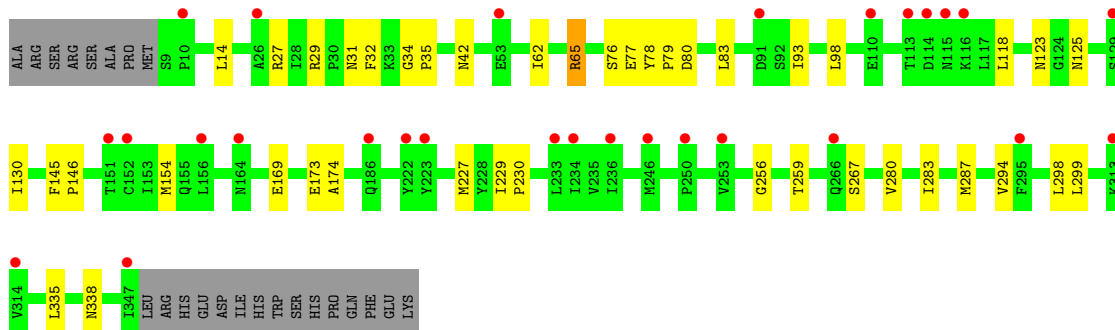 ALA
ARG
SER
ARG
SER
ALA
PRO
MET
S9
P10
L14
A26
R27
I28
R29
P30
N31
F32
K33
G34
P35
N42
E53
I62
R65
S76
E77
Y78
P79
D80
L83
D91
S92
I93
L98
E110
T113
D114
N115
K116
L117
L118
N123
G124
N125
S129
I130
F145
P146
T151
C152
I153
M154
Q155
L156
N164
E169
E173
A174
Q186
Y222
Y223
M227
Y228
I229
P230
L233
I234
V235
I236
M246
P250
V253
G256
T259
Q266
S267
V280
I283
M287
V294
F295
L298
L299
K313
V314
L335
N338
I347
LEU
ARG
HIS
GLU
ASP
ILE
HIS
TRP
SER
HIS
PRO
GLN
PHE
GLU
LYS